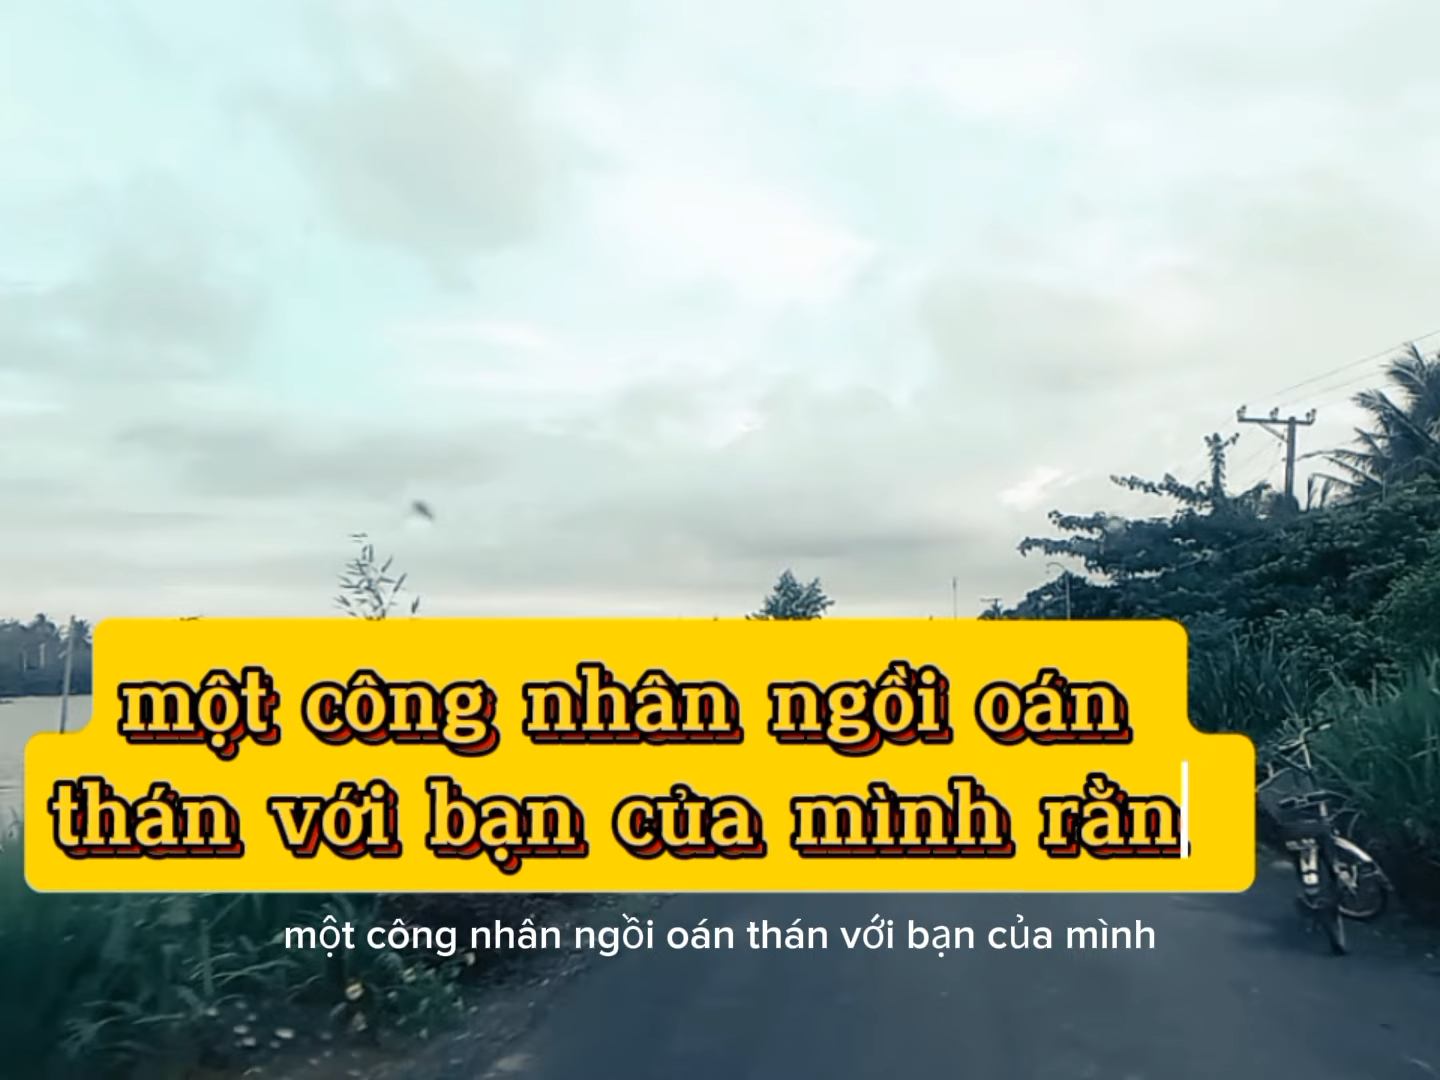 một công nhân ngồi oán
thán với bạn của mình rằn
một công nhân ngồi oán thán với bạn của mình